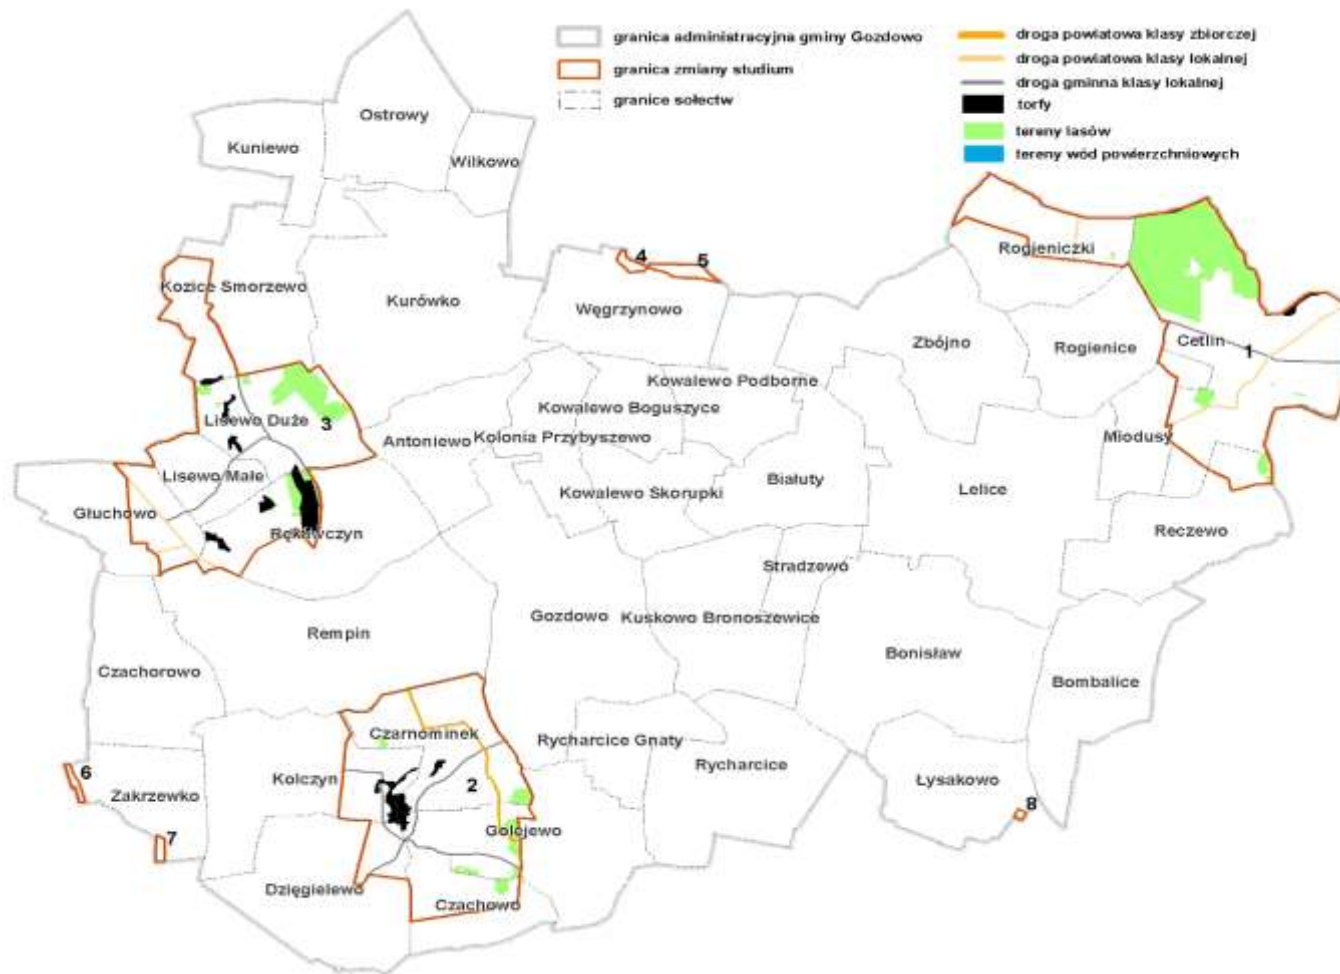 granica administracyjna gminy Gozdowo
granica zmiany studium
granice sołectw
droga powiatowa klasy zbiorczej
droga powiatowa klasy lokalnej
droga gminna klasy lokalnej
torfy
tereny lasów
tereny wód powierzchniowych
Ostrowy
Kuniewo
Wilkowo
Rogieniczki
4
5
Kozice Smorzewo
Kurówko
Węgrzynowo
Zbójno
Rogienice
Cetlin
1
Kowalewo Podborne
Kowalewo Boguszyce
Lisewo Duże
3
Antoniewo
Kolonia Przybyszewo
Miodusy
Lisewo Małe
Kowalewo Skorupki
Białuty
Lelice
Głuchowo
Rękawczyn
Reczewo
Stradzewo
Gozdowo
Kuskowo Bronoszewice
Rempin
Bonisław
Czachorowo
Bombalice
Czarnominek
Rycharcice Gnaty
Rycharcice
6
Kolczyn
2
Łysakowo
Zakrzewko
8
7
Golejewo
Dzięgielewo
Czachowo